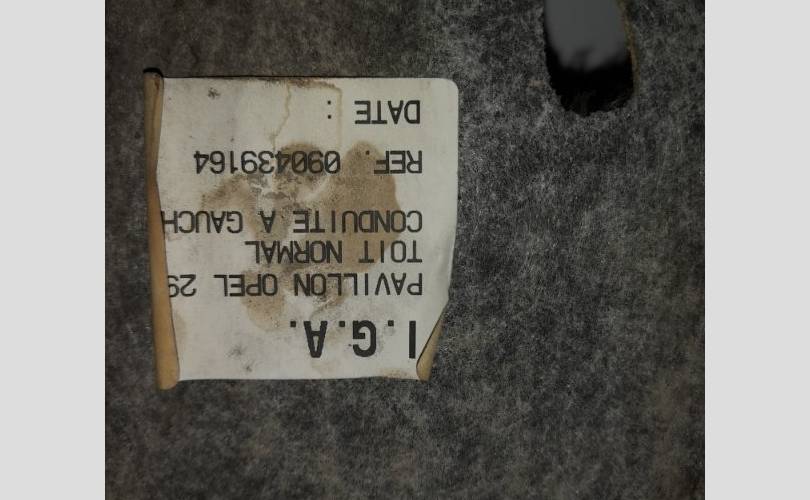 I.G.A.
PAVILLON OPEL 29
TOIT NORMAL
CONDUITE A GAUCH
REF. 090439164
DATE :